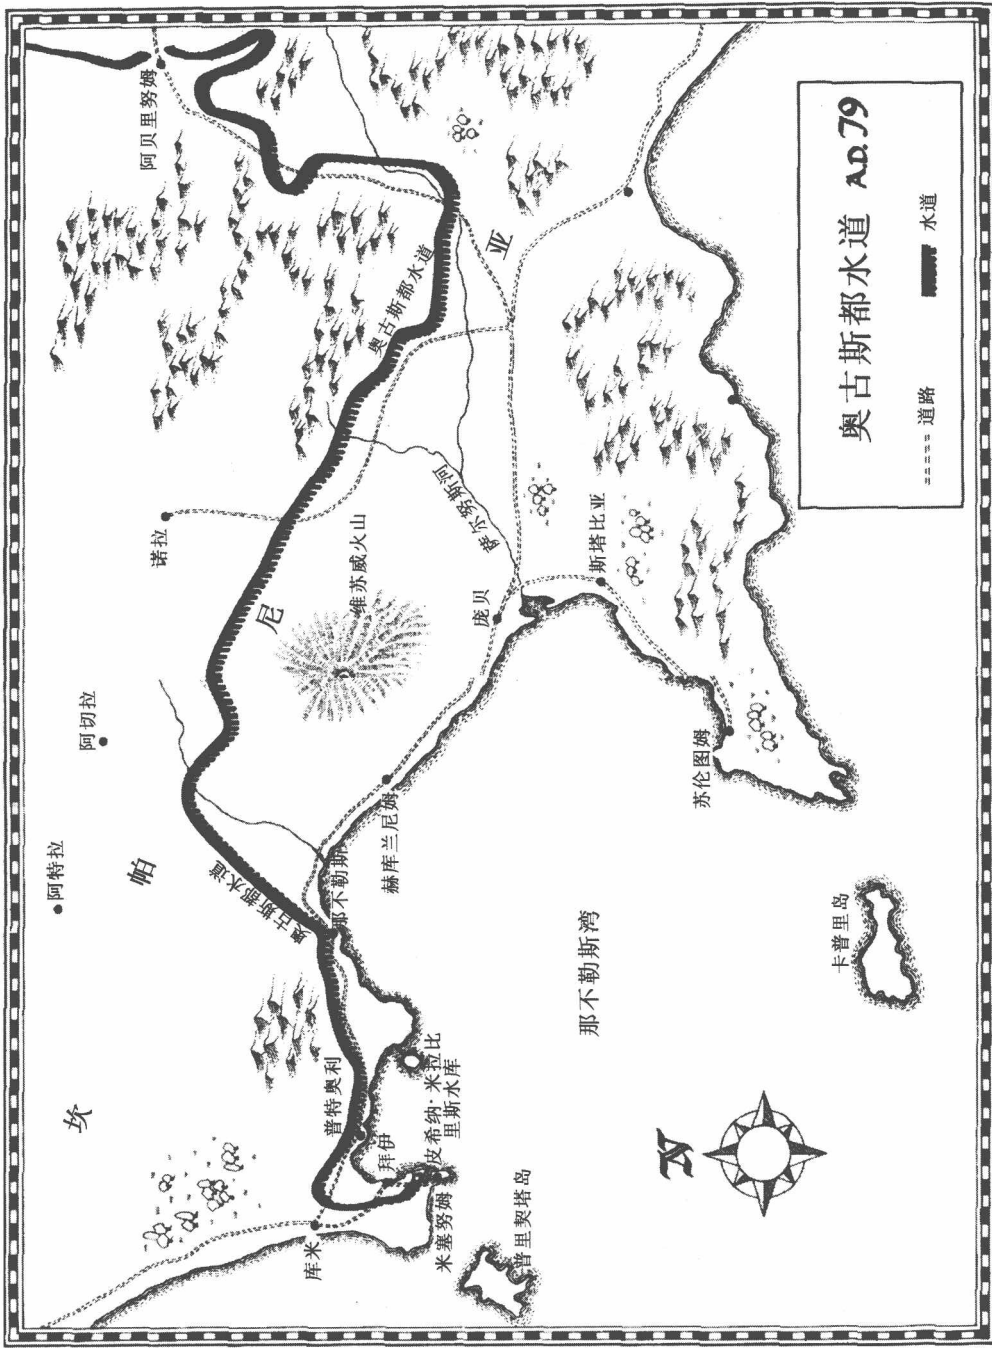 奥古斯都水道 A.D.79
道路
水道
坎
帕
尼
亚
阿特拉
阿切拉
诺拉
阿贝里努姆
奥古斯都水道
奥古斯都水道
维苏威火山
萨尔努斯河
库米
普特奥利
拜伊
皮希纳·米拉比
里斯水库
米塞努姆
普里契塔岛
那不勒斯
赫库兰尼姆
庞贝
斯塔比亚
苏伦图姆
那不勒斯湾
卡普里岛
N